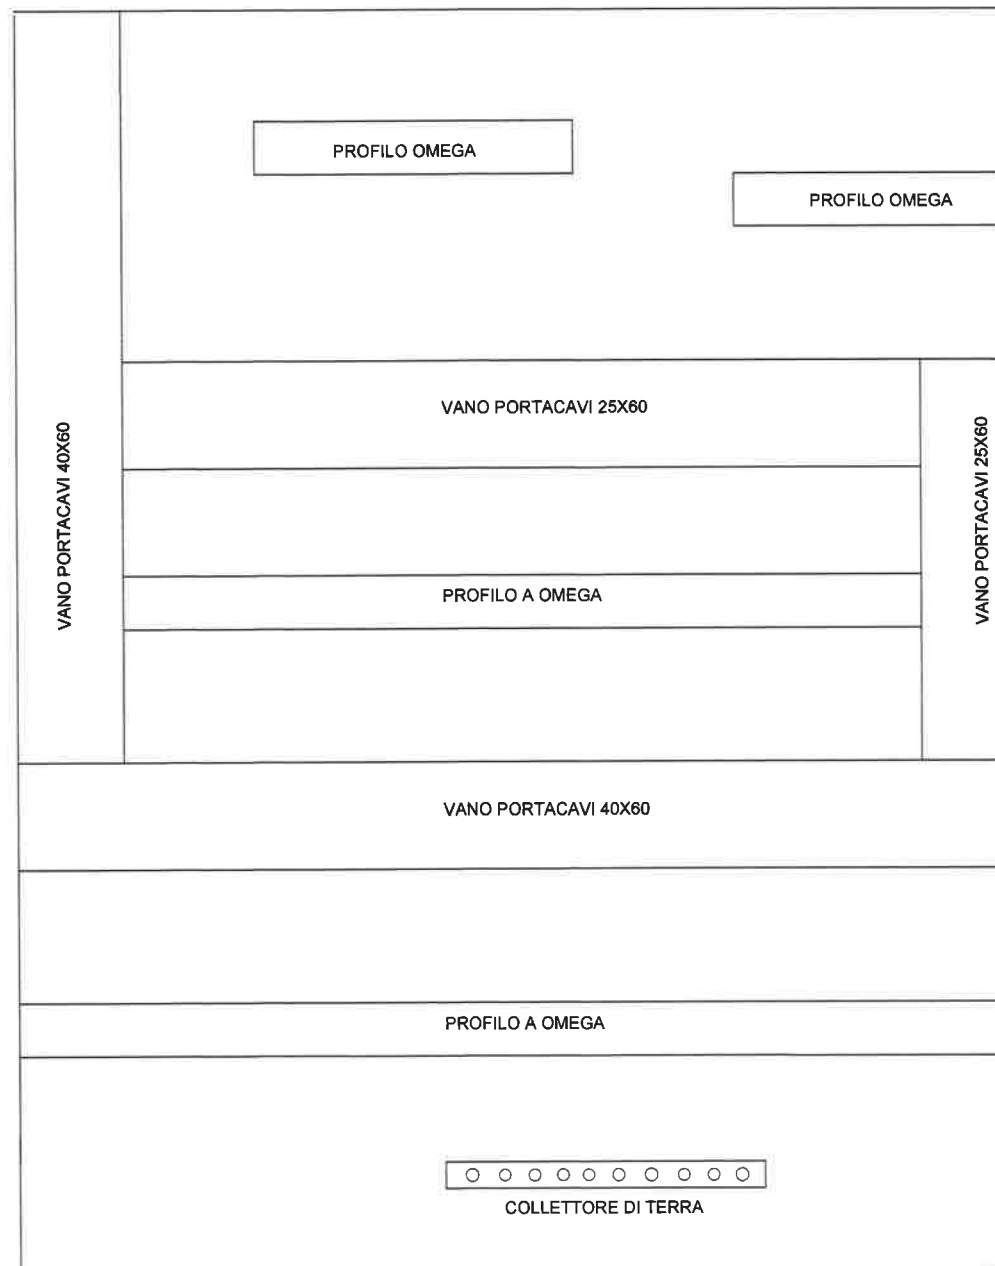 PROFILO OMEGA
PROFILO OMEGA
VANO PORTACAVI 25X60
VANO PORTACAVI 40X60
VANO PORTACAVI 25X60
PROFILO A OMEGA
VANO PORTACAVI 40X60
PROFILO A OMEGA
COLLETTORE DI TERRA